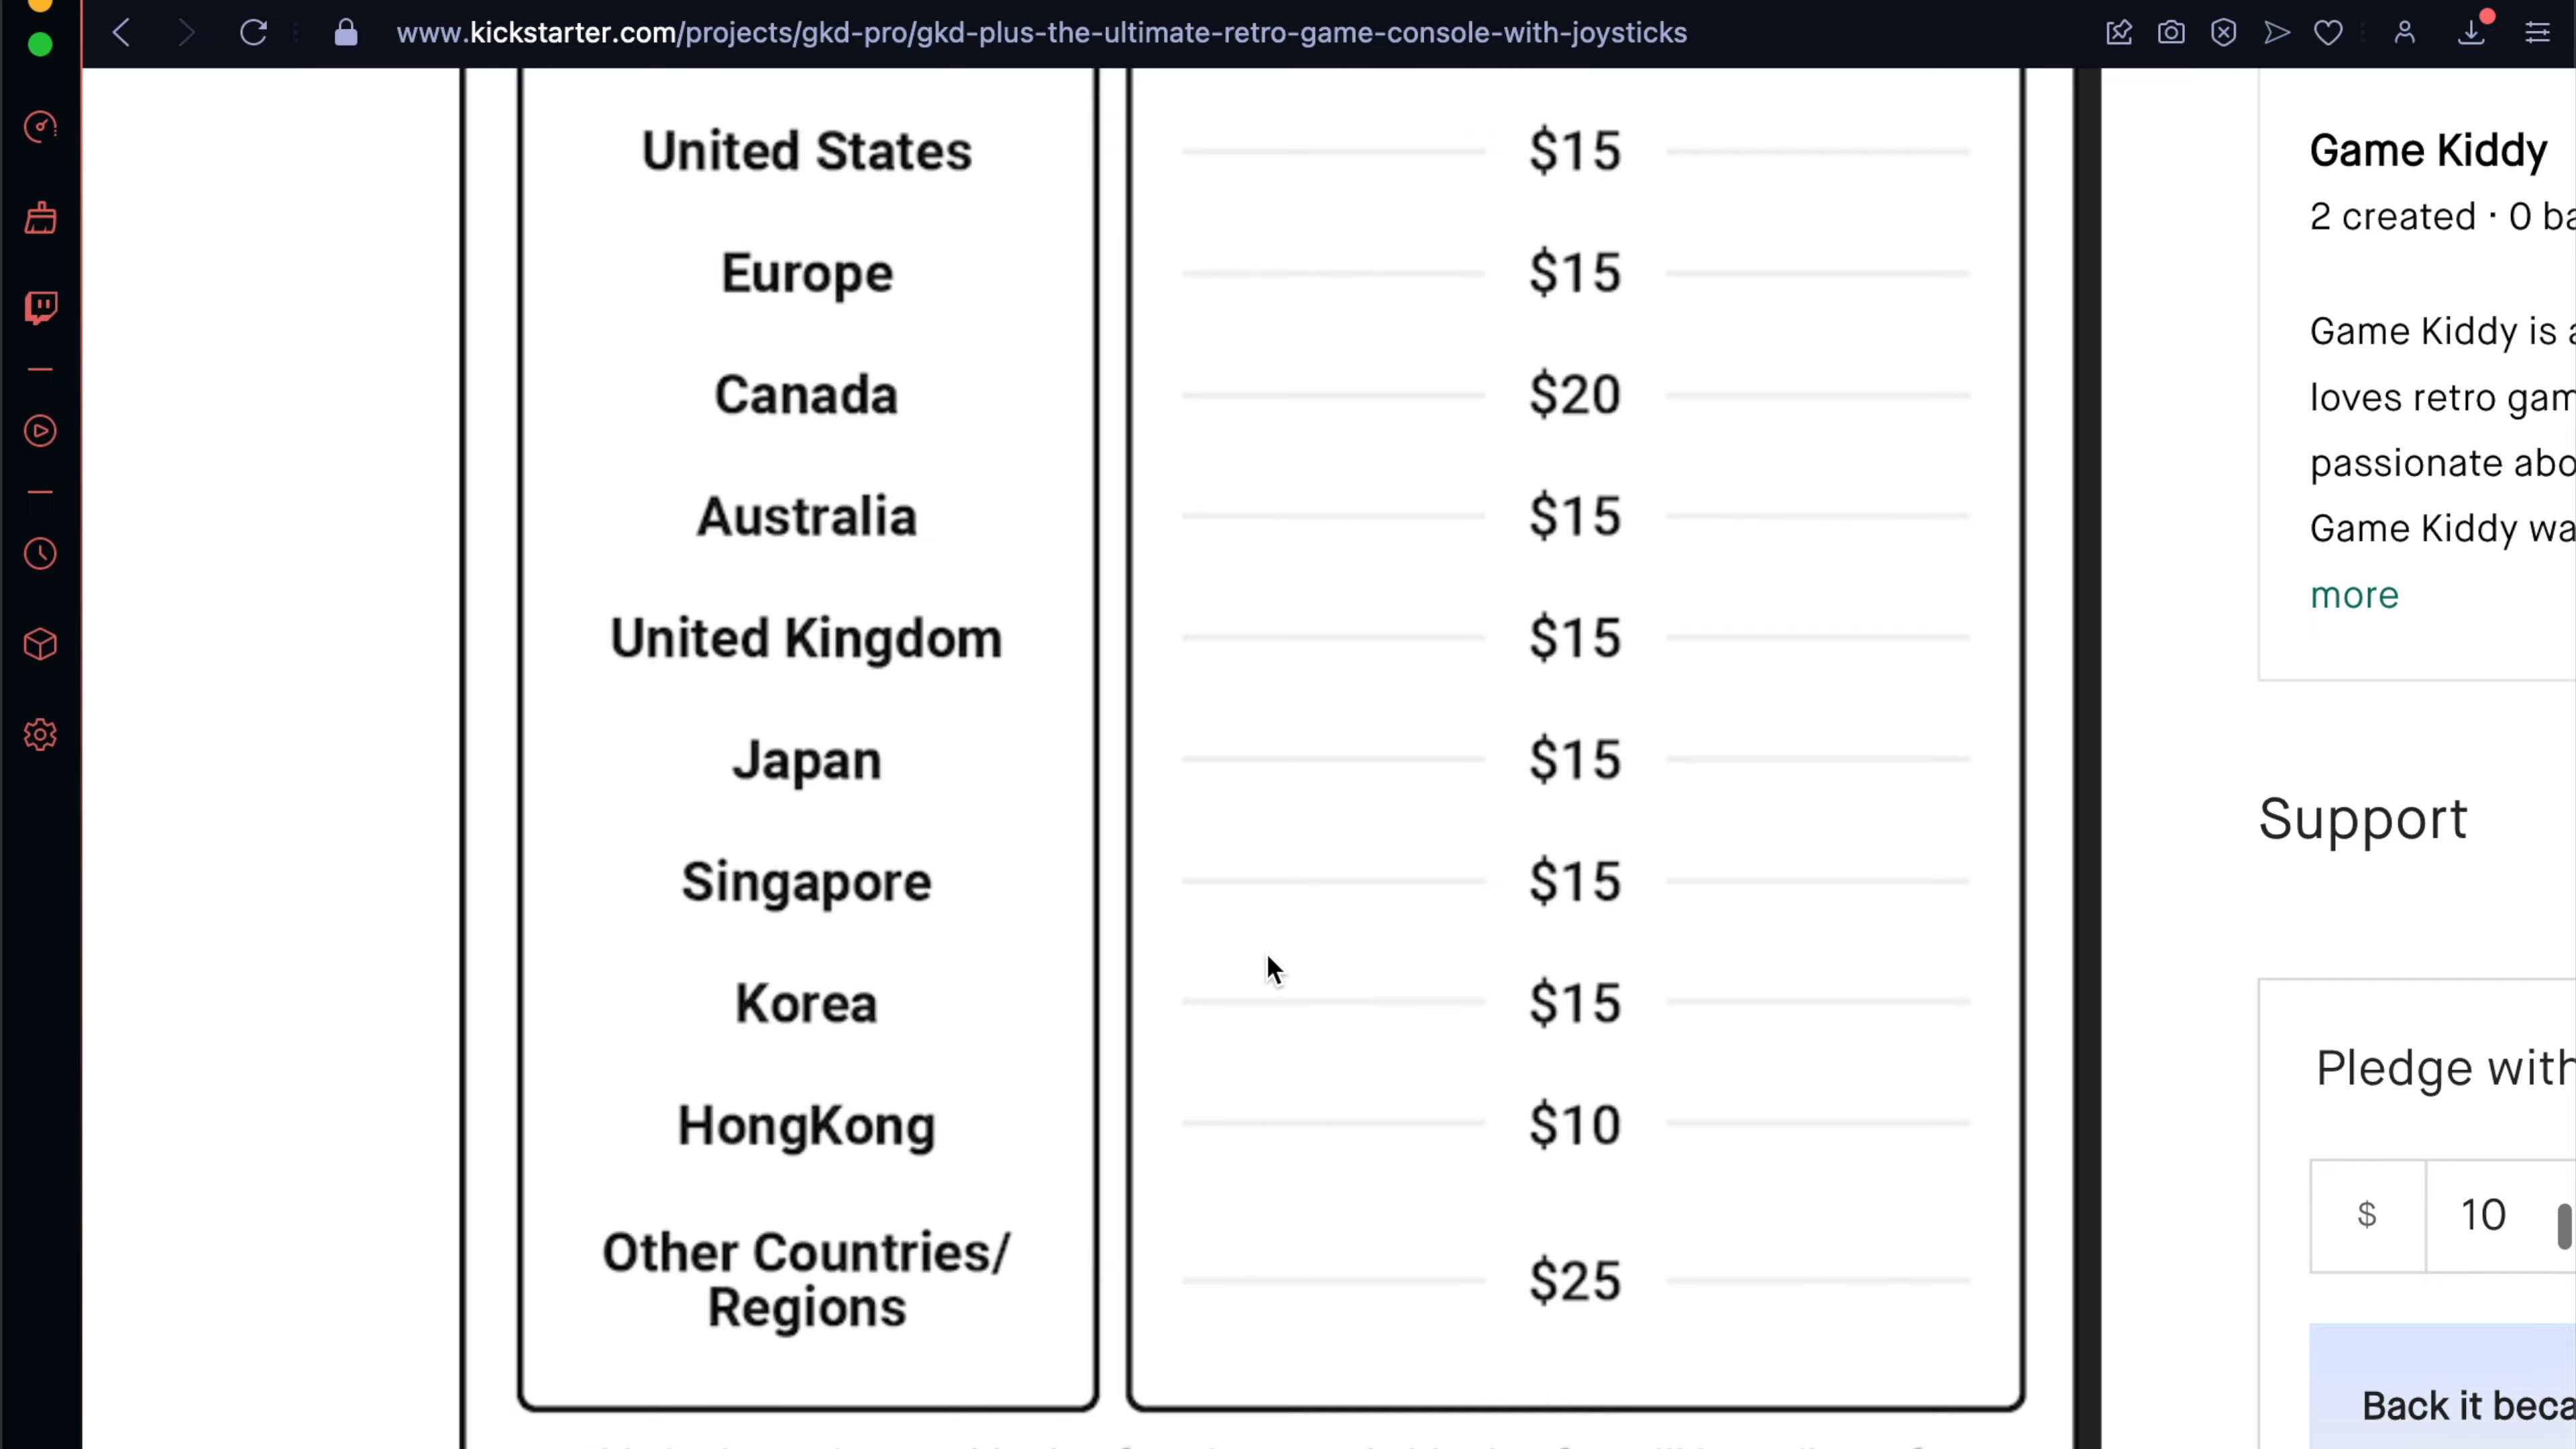 www.kickstarter.com/projects/gkd-pro/gkd-plus-the-ultimate-retro-game-console-with-joysticks
United States $15
Europe $15
Canada $20
Australia $15
United Kingdom $15
Japan $15
Singapore $15
Korea $15
HongKong $10
Other Countries/
Regions $25
Game Kiddy
2 created · 0 ba
Game Kiddy is a
loves retro gam
passionate abo
Game Kiddy wa
more
Support
Pledge with
$ 10
Back it beca